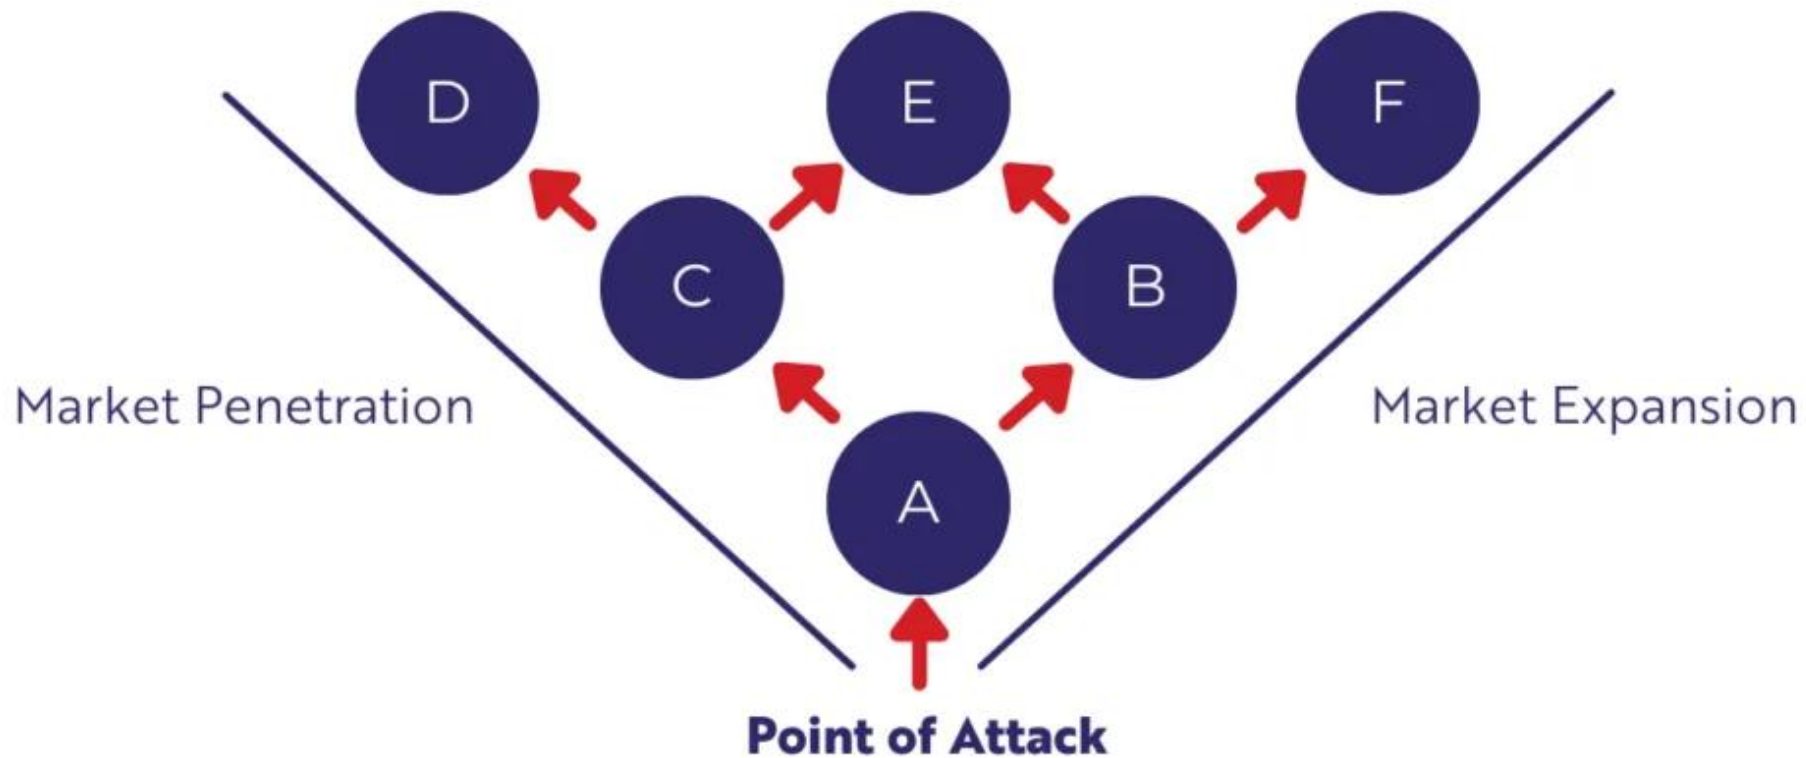 D
E
F
C
B
Market Penetration
Market Expansion
A
Point of Attack